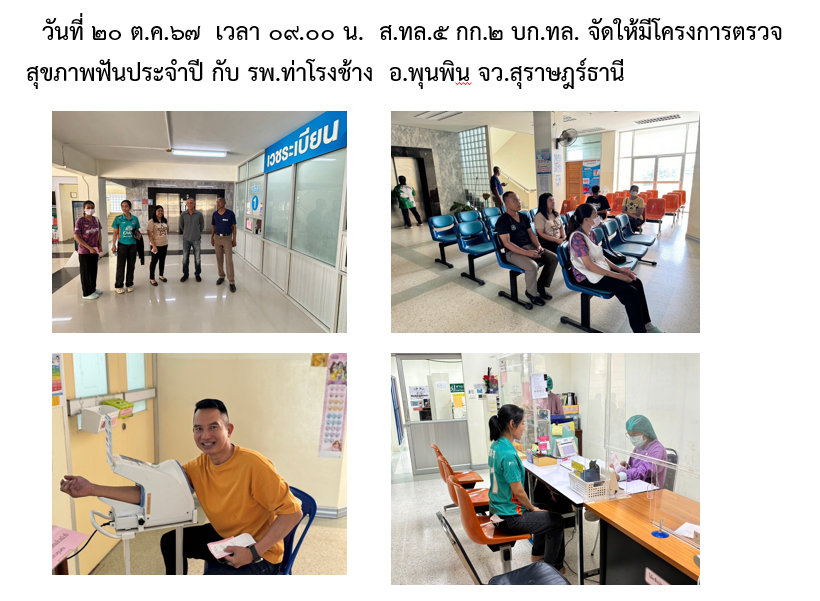 วันที่ ๒๐ ต.ค.๖๗ เวลา ๐๙.๐๐ น. ส.ทล.๕ กก.๒ บก.ทล. จัดให้มีโครงการตรวจ
สุขภาพฟันประจำปี กับ รพ.ท่าโรงช้าง อ.พุนพิน จว.สุราษฎร์ธานี
เวชระเบียน
1